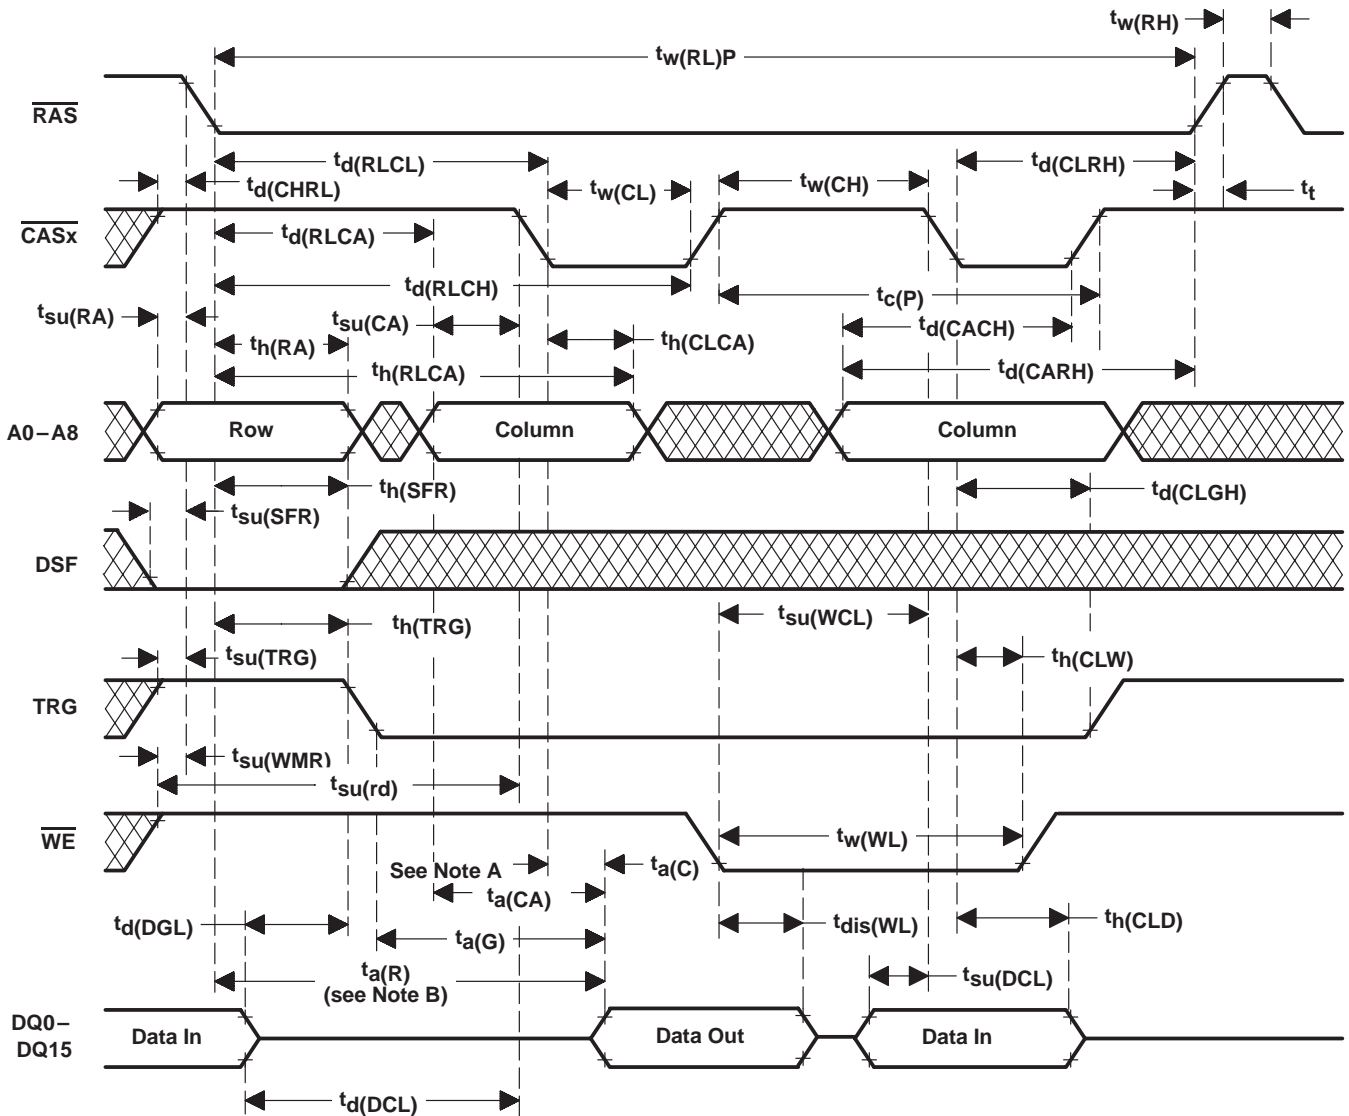 tw(RH)
tw(RL)P
RAS
td(RLCL)
td(CLRH)
td(CHRL)
tw(CL)
tw(CH)
tt
CASx
td(RLCA)
td(RLCH)
tc(P)
tsu(RA)
tsu(CA)
td(CACH)
th(RA)
th(CLCA)
th(RLCA)
td(CARH)
A0–A8
Row
Column
Column
th(SFR)
td(CLGH)
tsu(SFR)
DSF
th(TRG)
tsu(WCL)
tsu(TRG)
th(CLW)
TRG
tsu(WMR)
tsu(rd)
WE
tw(WL)
See Note A
ta(C)
ta(CA)
td(DGL)
tdis(WL)
th(CLD)
ta(G)
ta(R)
(see Note B)
tsu(DCL)
DQ0–
DQ15
Data In
Data Out
Data In
td(DCL)